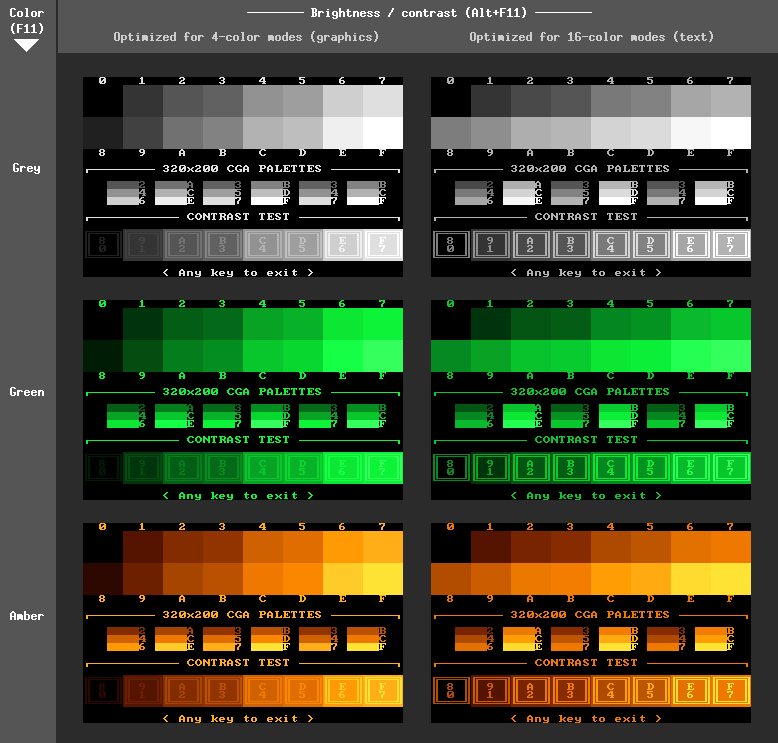 Color
(F11)
Brightness / contrast (Alt+F11)
Optimized for 4-color modes (graphics)
Optimized for 16-color modes (text)
Grey
0 1 2 3 4 5 6 7
8 9 A B C D E F
320x200 CGA PALETTES
2 4 6
A C E
3 5 7
B D F
3 4 7
B C F
CONTRAST TEST
8 9 A B C D E F
0 1 2 3 4 5 6 7
< Any key to exit >
0 1 2 3 4 5 6 7
8 9 A B C D E F
320x200 CGA PALETTES
2 4 6
A C E
3 5 7
B D F
3 4 7
B C F
CONTRAST TEST
8 9 A B C D E F
0 1 2 3 4 5 6 7
< Any key to exit >
Green
0 1 2 3 4 5 6 7
8 9 A B C D E F
320x200 CGA PALETTES
2 4 6
A C E
3 5 7
B D F
3 4 7
B C F
CONTRAST TEST
8 9 A B C D E F
0 1 2 3 4 5 6 7
< Any key to exit >
0 1 2 3 4 5 6 7
8 9 A B C D E F
320x200 CGA PALETTES
2 4 6
A C E
3 5 7
B D F
3 4 7
B C F
CONTRAST TEST
8 9 A B C D E F
0 1 2 3 4 5 6 7
< Any key to exit >
Amber
0 1 2 3 4 5 6 7
8 9 A B C D E F
320x200 CGA PALETTES
2 4 6
A C E
3 5 7
B D F
3 4 7
B C F
CONTRAST TEST
8 9 A B C D E F
0 1 2 3 4 5 6 7
< Any key to exit >
0 1 2 3 4 5 6 7
8 9 A B C D E F
320x200 CGA PALETTES
2 4 6
A C E
3 5 7
B D F
3 4 7
B C F
CONTRAST TEST
8 9 A B C D E F
0 1 2 3 4 5 6 7
< Any key to exit >